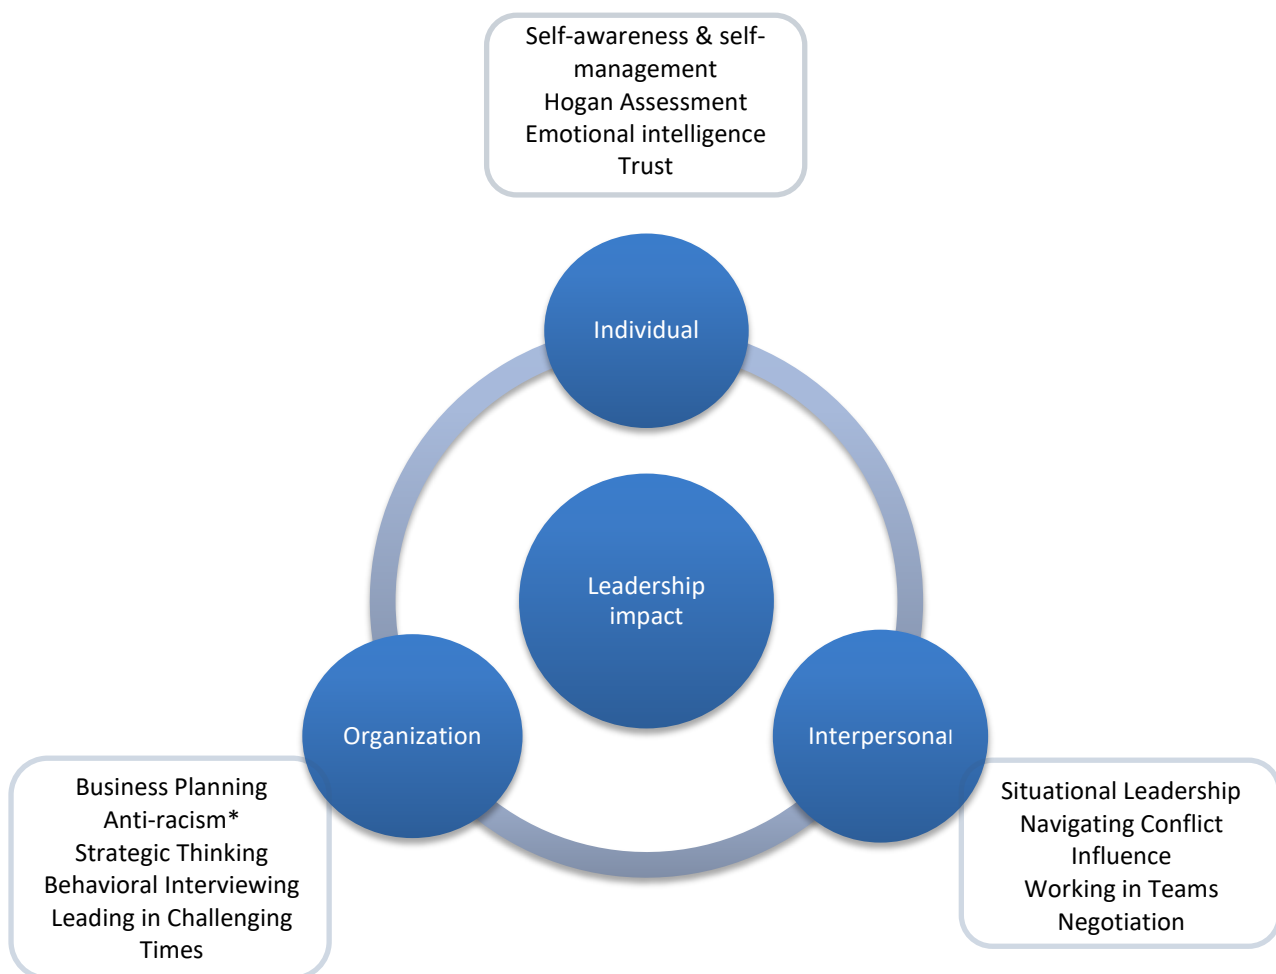 Self-awareness & self-
management
Hogan Assessment
Emotional intelligence
Trust
Individual
Leadership
impact
Organization
Interpersonal
Business Planning
Anti-racism*
Strategic Thinking
Behavioral Interviewing
Leading in Challenging
Times
Situational Leadership
Navigating Conflict
Influence
Working in Teams
Negotiation